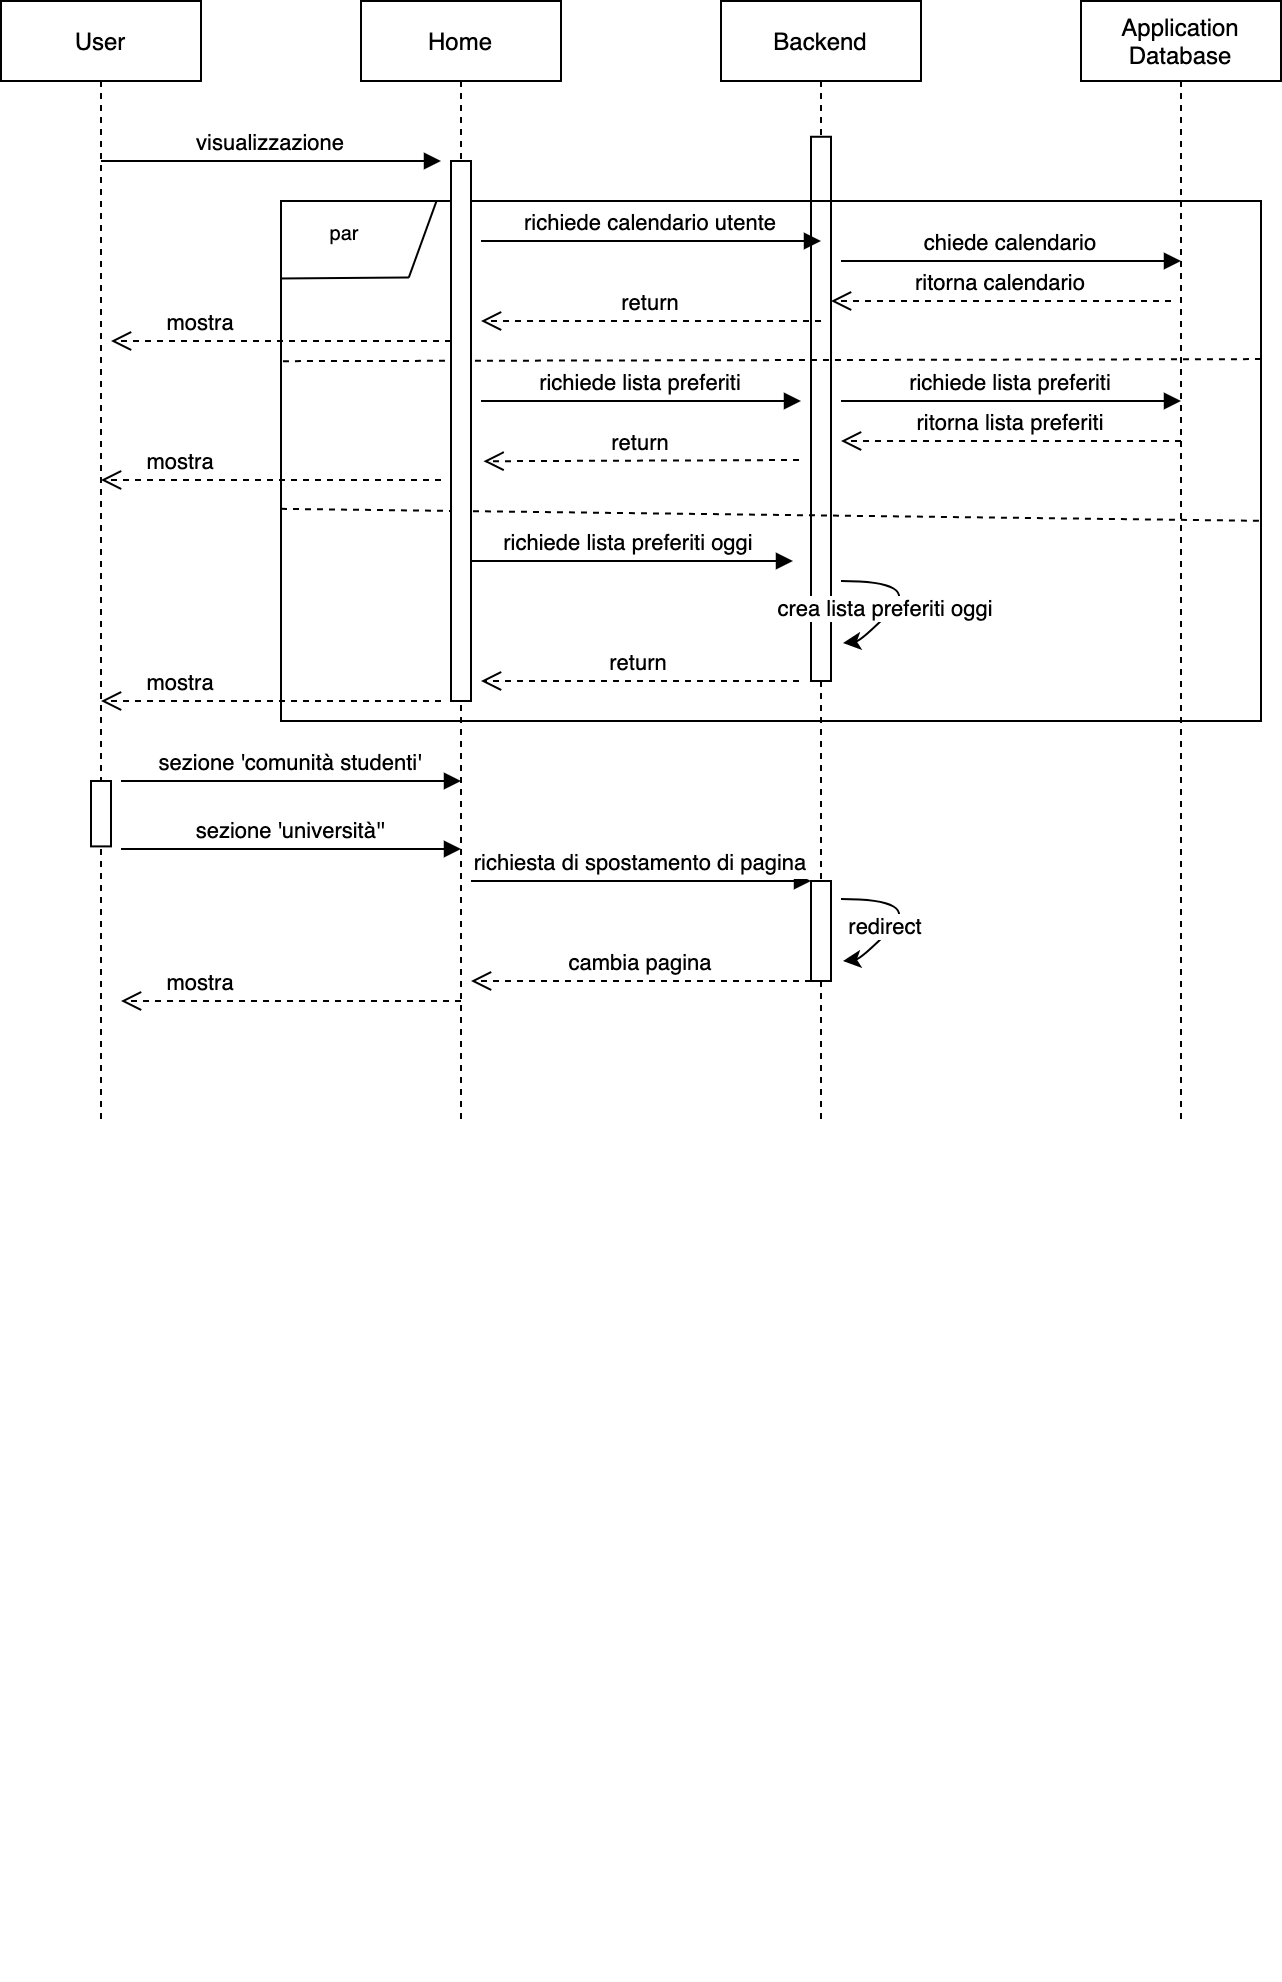 User
Home
Backend
Application
Database
visualizzazione
par
richiede calendario utente
chiede calendario
ritorna calendario
return
mostra
richiede lista preferiti
richiede lista preferiti
ritorna lista preferiti
return
mostra
richiede lista preferiti oggi
crea lista preferiti oggi
return
mostra
sezione 'comunità studenti'
sezione 'università''
richiesta di spostamento di pagina
redirect
cambia pagina
mostra